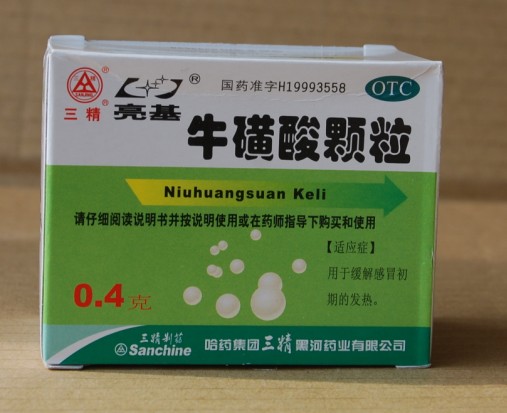 国药准字H19993558
OTC
三精®
亮基®
牛磺酸颗粒
Niuhuangsuan Keli
请仔细阅读说明书并按说明使用或在药师指导下购买和使用
【适应症】
用于缓解感冒初
期的发热。
0.4克
三精制药
Sanchine
哈药集团三精黑河药业有限公司